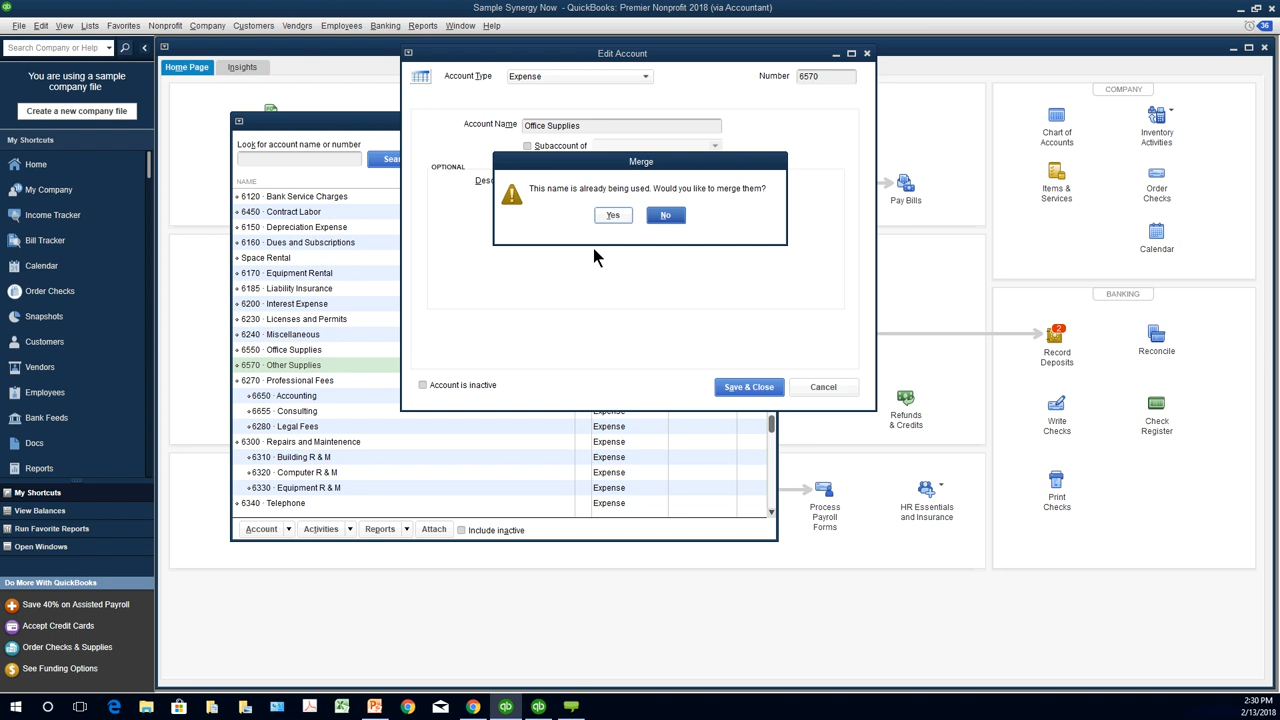 Sample Synergy Now - QuickBooks: Premier Nonprofit 2018 (via Accountant)
File Edit View Lists Favorites Nonprofit Company Customers Vendors Employees Banking Reports Window Help
36
Search Company or Help
Home Page Insights
You are using a sample
company file
Create a new company file
My Shortcuts
Home
My Company
Income Tracker
Bill Tracker
Calendar
Order Checks
Snapshots
Customers
Vendors
Employees
Bank Feeds
Docs
Reports
My Shortcuts
View Balances
Run Favorite Reports
Open Windows
Do More With QuickBooks
Save 40% on Assisted Payroll
Accept Credit Cards
Order Checks & Supplies
See Funding Options
Look for account name or number
Sear
NAME
6120 · Bank Service Charges
6450 · Contract Labor
6150 · Depreciation Expense
6160 · Dues and Subscriptions
Space Rental
6170 · Equipment Rental
6185 · Liability Insurance
6200 · Interest Expense
6230 · Licenses and Permits
6240 · Miscellaneous
6550 · Office Supplies
6570 · Other Supplies
6270 · Professional Fees
6650 · Accounting
6655 · Consulting Expense
6280 · Legal Fees Expense
6300 · Repairs and Maintenence Expense
6310 · Building R & M Expense
6320 · Computer R & M Expense
6330 · Equipment R & M Expense
6340 · Telephone Expense
Account Activities Reports Attach Include inactive
Edit Account
Account Type Expense Number 6570
Account Name Office Supplies
Subaccount of
OPTIONAL
Desc
Merge
This name is already being used. Would you like to merge them?
Yes No
Account is inactive Save & Close Cancel
Pay Bills
Refunds
& Credits
Process
Payroll
Forms
HR Essentials
and Insurance
COMPANY
Chart of
Accounts
Inventory
Activities
Items &
Services
Order
Checks
Calendar
BANKING
2
Record
Deposits
Reconcile
Write
Checks
Check
Register
Print
Checks
2:30 PM
2/13/2018